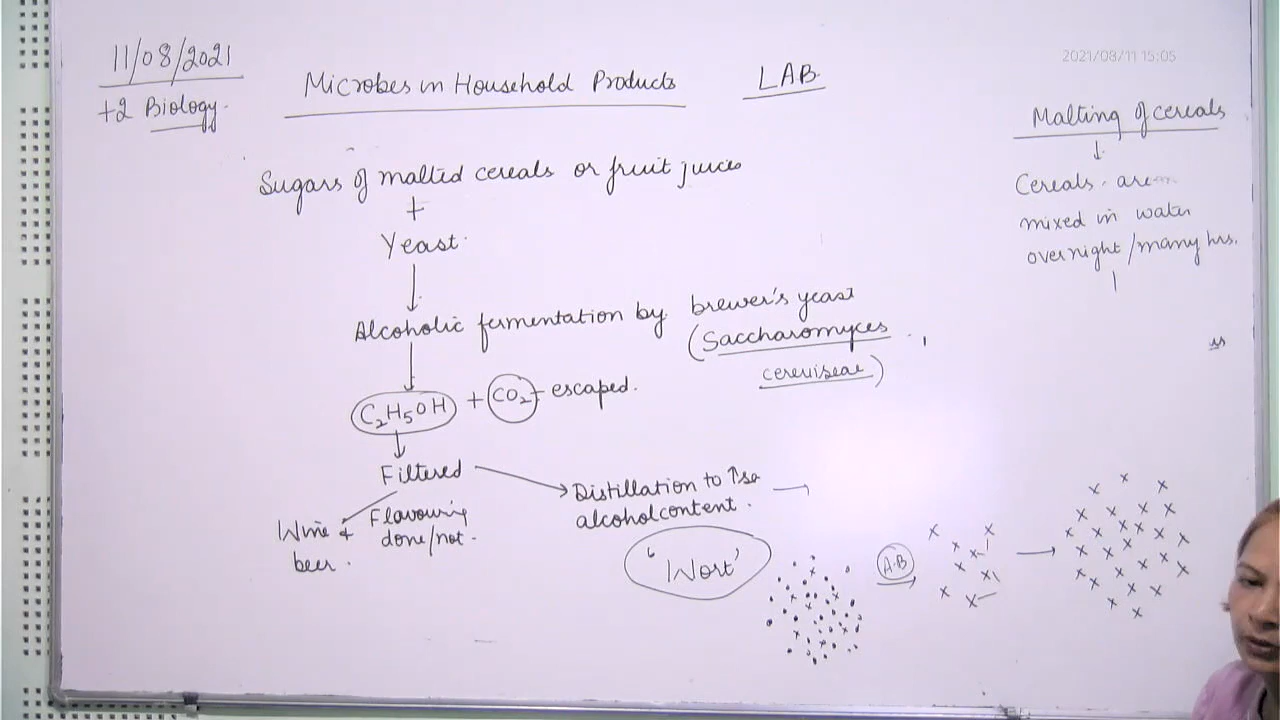 11/08/2021
+2 Biology.
Microbes in Household Products
LAB.
2021/08/11 15:05
Malting of cereals
↓
Cereals are
mixed in water
overnight/many hrs.
Sugars of malted cereals or fruit juices
+
Yeast.
↓
Alcoholic fermentation by brewer's yeast
(Saccharomyces
cereviseae)
↓
C₂H₅OH + CO₂ - escaped.
↓
Filtered
Distillation to ↑se
alcohol content.
Wine &
beer.
Flavouring
done/not.
'Wort'
A.B